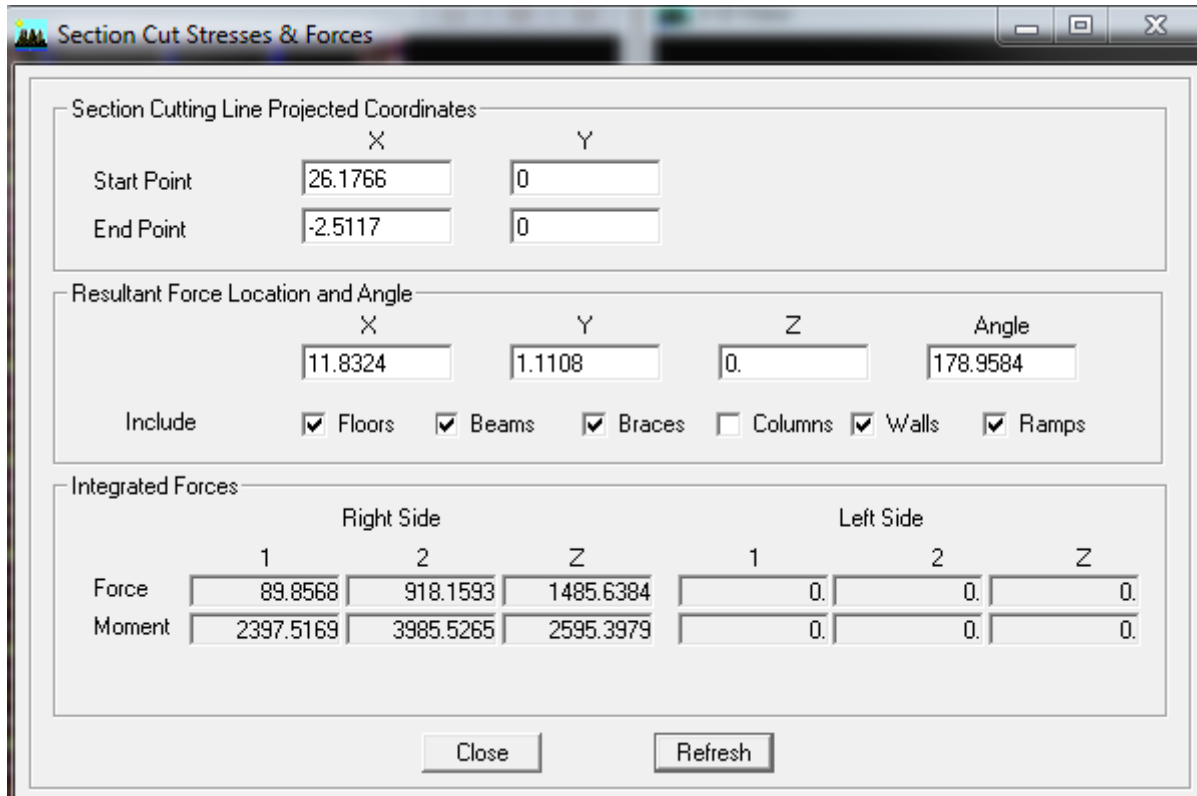 Section Cut Stresses & Forces
Section Cutting Line Projected Coordinates
X Y
Start Point 26.1766 0
End Point -2.5117 0
Resultant Force Location and Angle
X Y Z Angle
11.8324 1.1108 0. 178.9584
Include Floors Beams Braces Columns Walls Ramps
Integrated Forces
Right Side Left Side
1 2 Z 1 2 Z
Force 89.8568 918.1593 1485.6384 0. 0. 0.
Moment 2397.5169 3985.5265 2595.3979 0. 0. 0.
Close Refresh